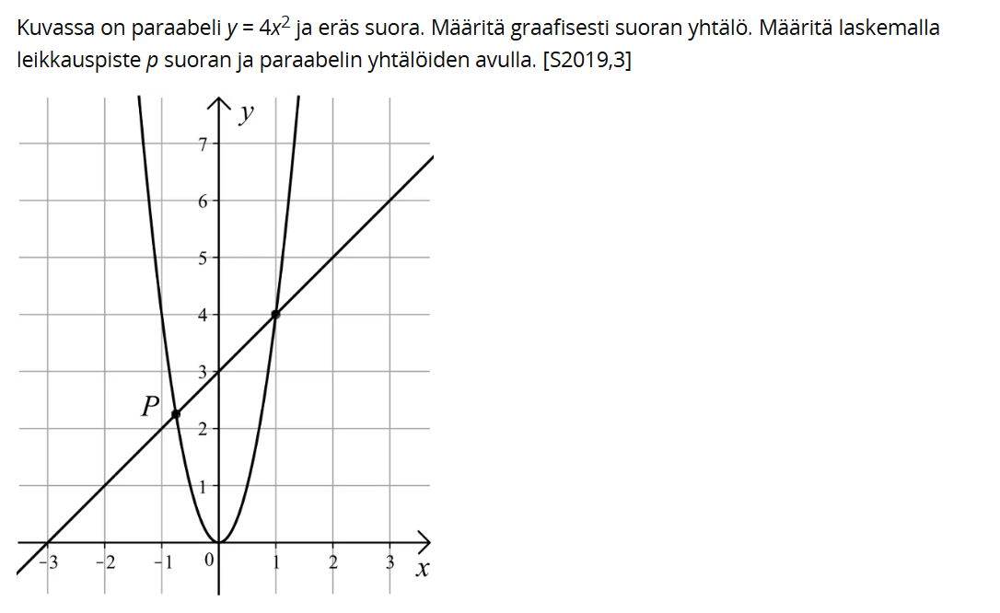 Kuvassa on paraabeli y = 4x² ja eräs suora. Määritä graafisesti suoran yhtälö. Määritä laskemalla
leikkauspiste p suoran ja paraabelin yhtälöiden avulla. [S2019,3]
y
7
6
5
4
3
P
2
1
-3 -2 -1 0 1 2 3 x